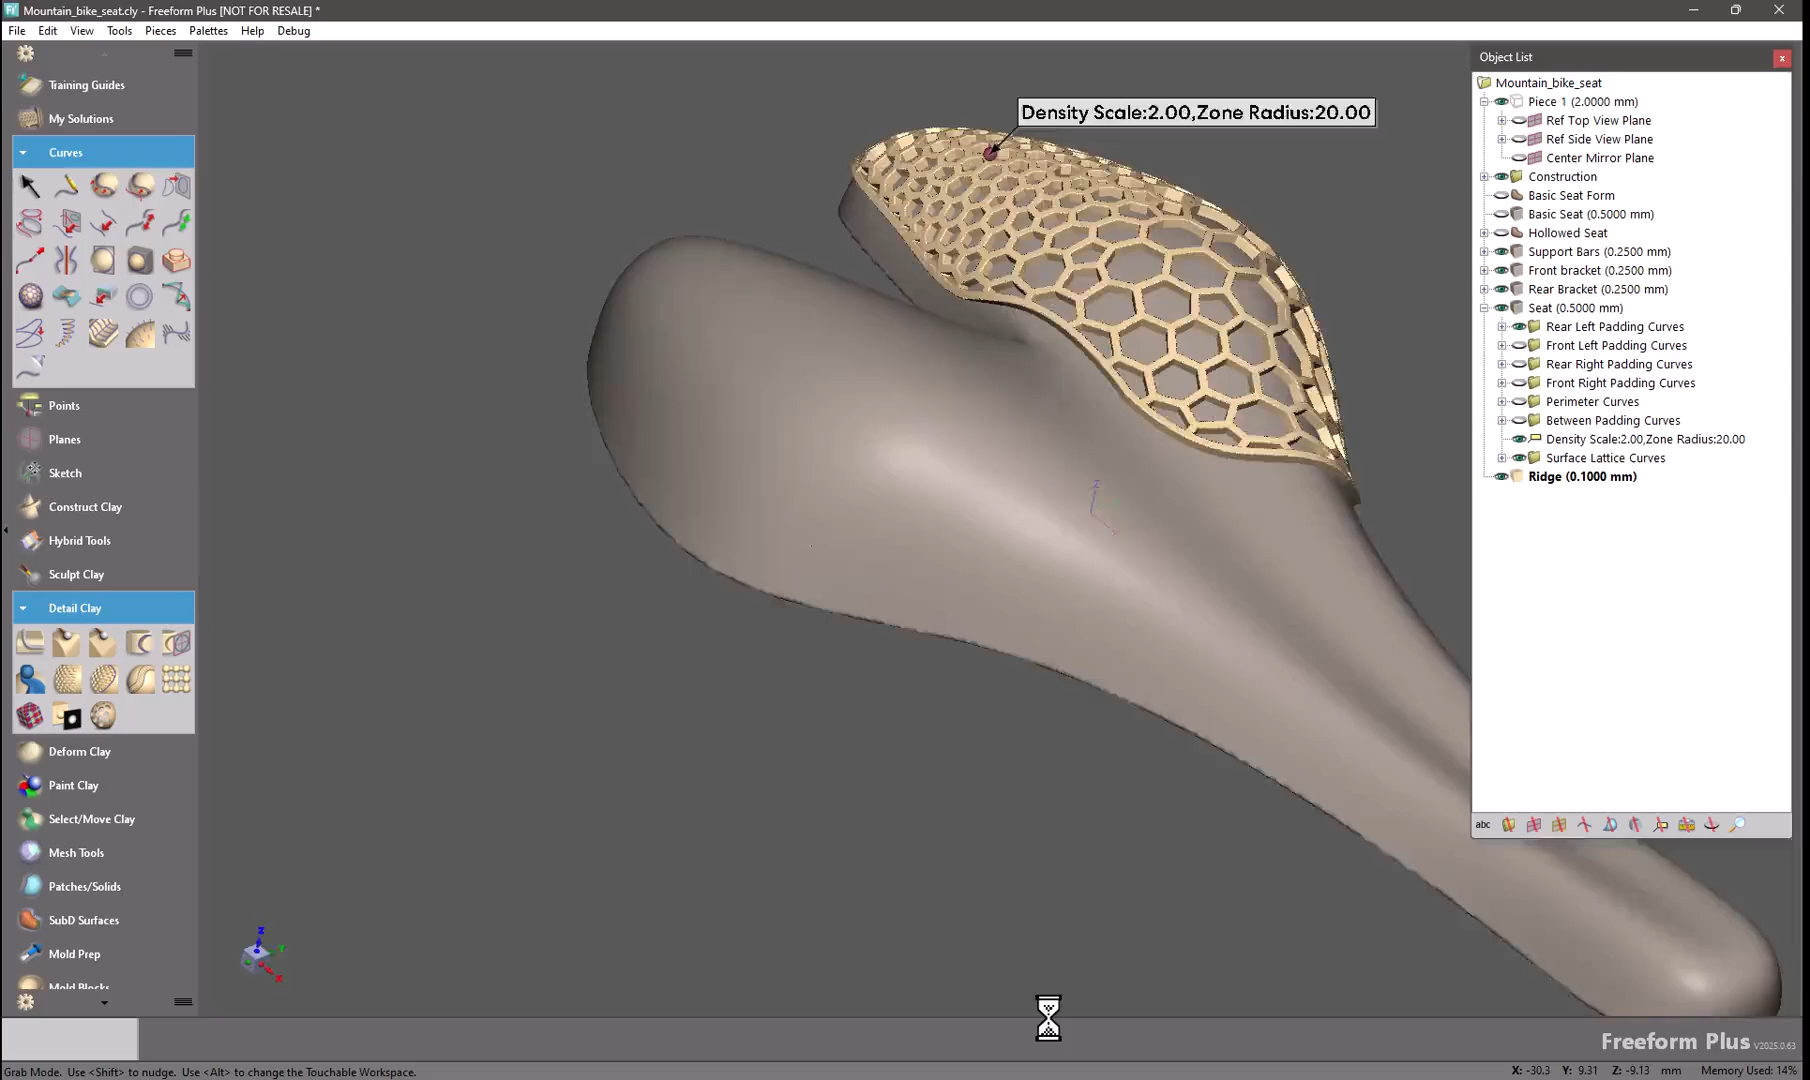 Mountain_bike_seat.cly - Freeform Plus [NOT FOR RESALE] *
File Edit View Tools Pieces Palettes Help Debug
Training Guides
My Solutions
Curves
Points
Planes
Sketch
Construct Clay
Hybrid Tools
Sculpt Clay
Detail Clay
Deform Clay
Paint Clay
Select/Move Clay
Mesh Tools
Patches/Solids
SubD Surfaces
Mold Prep
Mold Blocks
Density Scale:2.00,Zone Radius:20.00
Z
Z
Y
X
Object List
Mountain_bike_seat
Piece 1 (2.0000 mm)
Ref Top View Plane
Ref Side View Plane
Center Mirror Plane
Construction
Basic Seat Form
Basic Seat (0.5000 mm)
Hollowed Seat
Support Bars (0.2500 mm)
Front bracket (0.2500 mm)
Rear Bracket (0.2500 mm)
Seat (0.5000 mm)
Rear Left Padding Curves
Front Left Padding Curves
Rear Right Padding Curves
Front Right Padding Curves
Perimeter Curves
Between Padding Curves
Density Scale:2.00,Zone Radius:20.00
Surface Lattice Curves
Ridge (0.1000 mm)
abc
Freeform Plus V2025.0.63
Grab Mode. Use <Shift> to nudge. Use <Alt> to change the Touchable Workspace.
X: -30.3 Y: 9.31 Z: -9.13 mm Memory Used: 14%